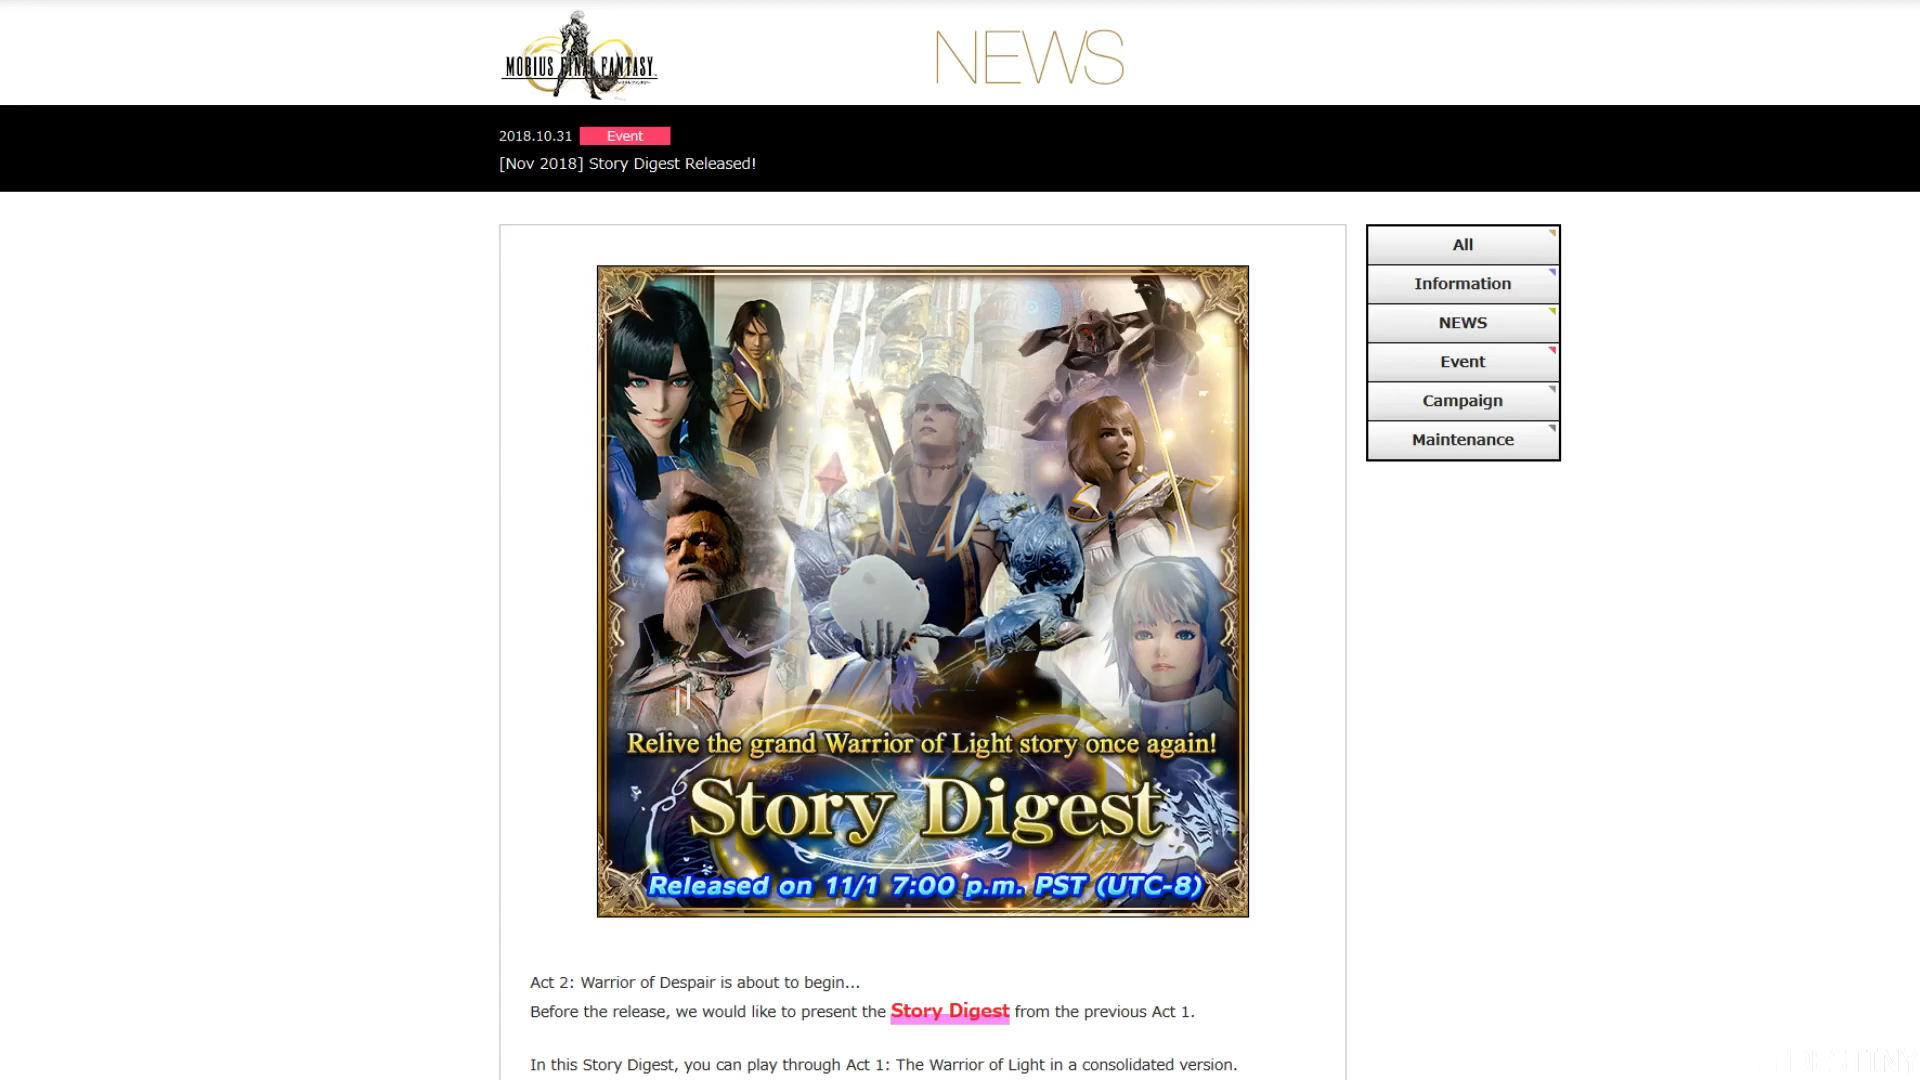 MOBIUS FINAL FANTASY
NEWS
2018.10.31 Event
[Nov 2018] Story Digest Released!
All
Information
NEWS
Event
Campaign
Maintenance
Relive the grand Warrior of Light story once again!
Story Digest
Released on 11/1 7:00 p.m. PST (UTC-8)
Act 2: Warrior of Despair is about to begin...
Before the release, we would like to present the Story Digest from the previous Act 1.
In this Story Digest, you can play through Act 1: The Warrior of Light in a consolidated version.